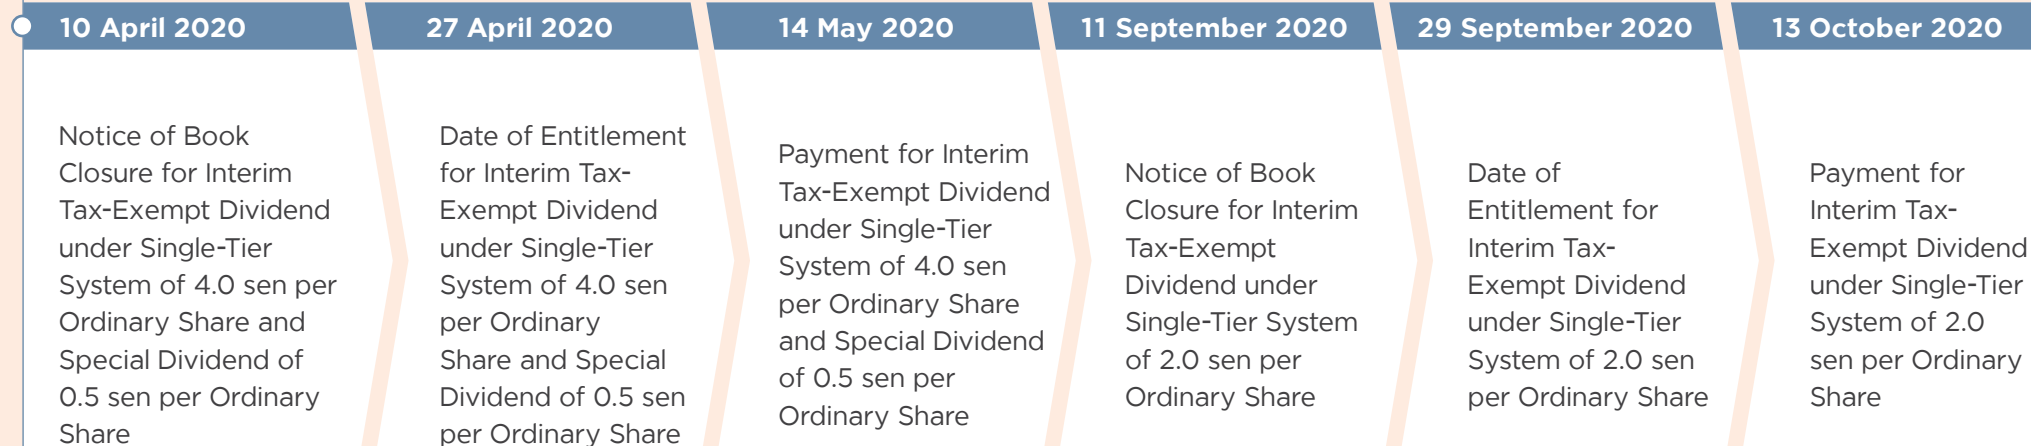 10 April 2020
Notice of Book
Closure for Interim
Tax-Exempt Dividend
under Single-Tier
System of 4.0 sen per
Ordinary Share and
Special Dividend of
0.5 sen per Ordinary
Share
27 April 2020
Date of Entitlement
for Interim Tax-
Exempt Dividend
under Single-Tier
System of 4.0 sen
per Ordinary
Share and Special
Dividend of 0.5 sen
per Ordinary Share
14 May 2020
Payment for Interim
Tax-Exempt Dividend
under Single-Tier
System of 4.0 sen
per Ordinary Share
and Special Dividend
of 0.5 sen per
Ordinary Share
11 September 2020
Notice of Book
Closure for Interim
Tax-Exempt
Dividend under
Single-Tier System
of 2.0 sen per
Ordinary Share
29 September 2020
Date of
Entitlement for
Interim Tax-
Exempt Dividend
under Single-Tier
System of 2.0 sen
per Ordinary Share
13 October 2020
Payment for
Interim Tax-
Exempt Dividend
under Single-Tier
System of 2.0
sen per Ordinary
Share